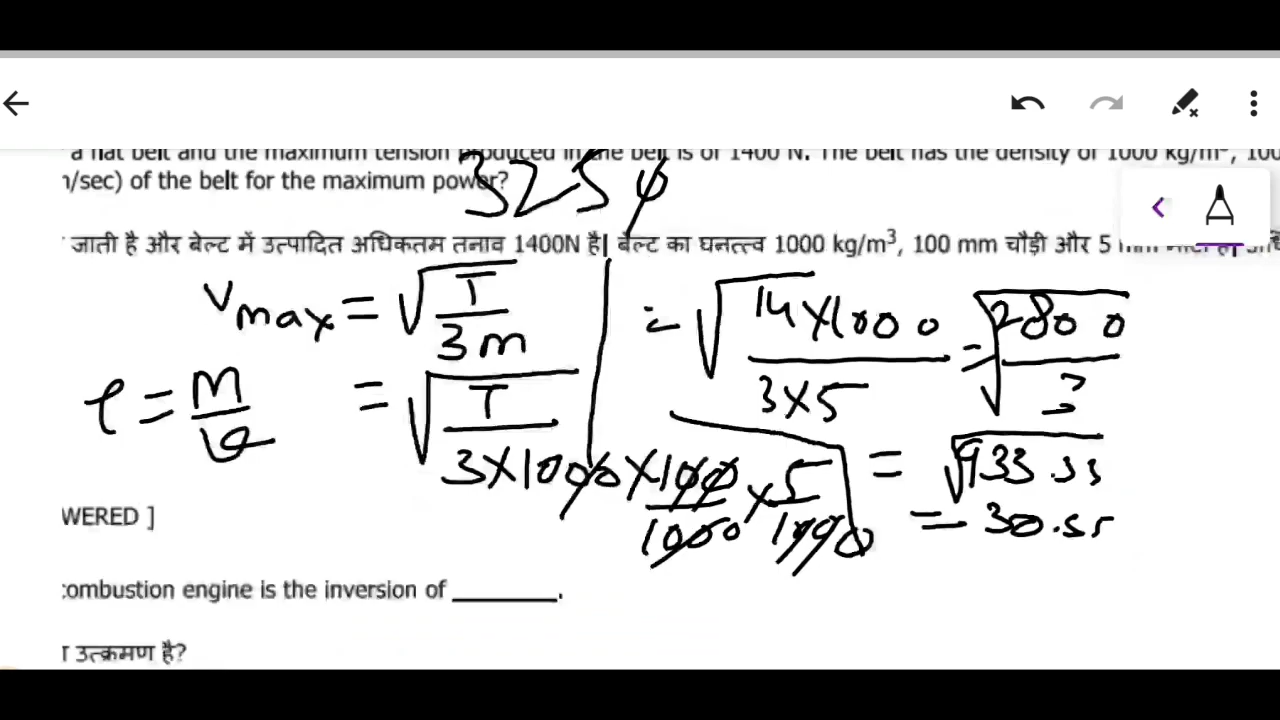 a flat belt and the maximum tension produced in the belt is of 1400 N. The belt has the density of 1000 kg/m³, 100
n/sec) of the belt for the maximum power?
3254
जाती है और बेल्ट में उत्पादित अधिकतम तनाव 1400N है| बेल्ट का घनत्त्व 1000 kg/m³, 100 mm चौड़ी और 5
Vmax = √(T/3m)
ρ = M/V
= √(T/(3×1000×100/1000×5/1000))
= √(14×1000/(3×5)) = √(2800/3)
= √933.33
= 30.55
WERED ]
combustion engine is the inversion of ________.
उत्क्रमण है?